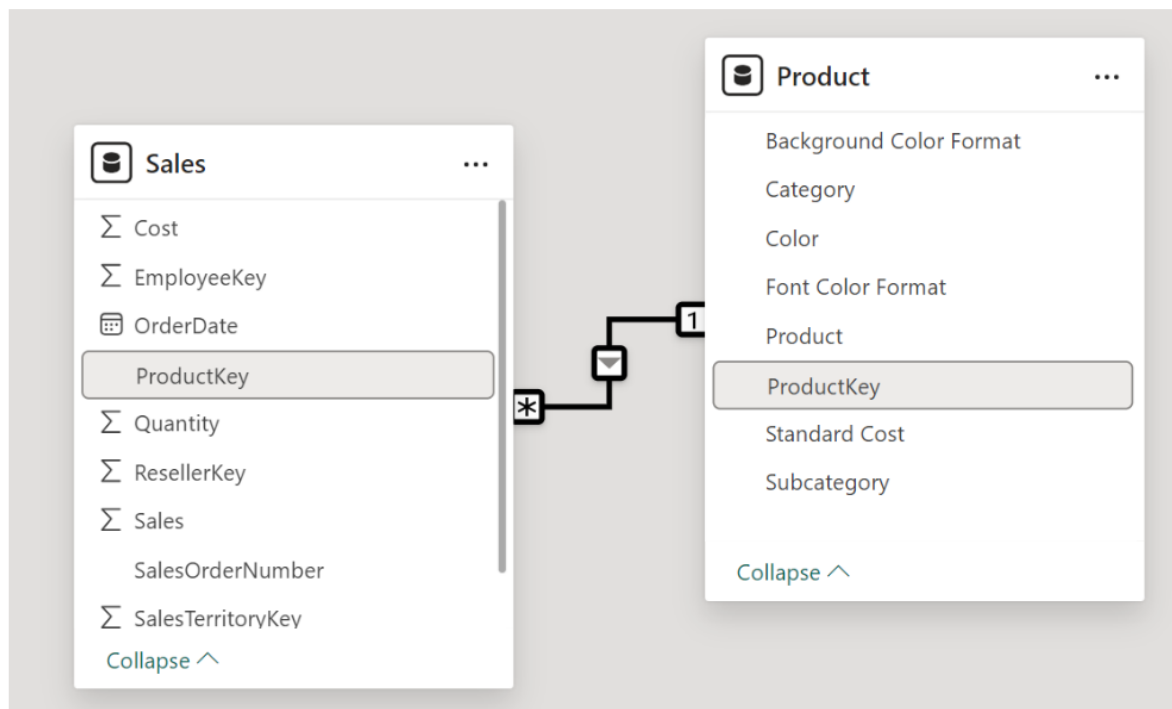 Sales
...
Cost
EmployeeKey
OrderDate
ProductKey
Quantity
ResellerKey
Sales
SalesOrderNumber
SalesTerritoryKey
Collapse
*
1
Product
...
Background Color Format
Category
Color
Font Color Format
Product
ProductKey
Standard Cost
Subcategory
Collapse